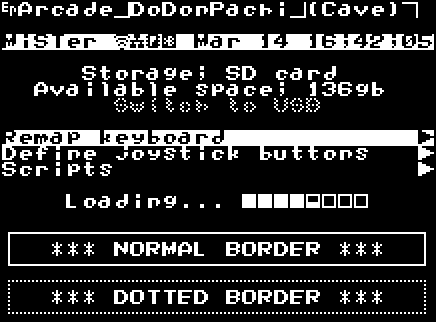 Arcade_DoDonPachi_(Cave)
MiSTer Mar 14 16:42:05
Storage: SD card
Available space: 136gb
Switch to USB
Remap keyboard ►
Define joystick buttons ►
Scripts ►
Loading...
*** NORMAL BORDER ***
*** DOTTED BORDER ***